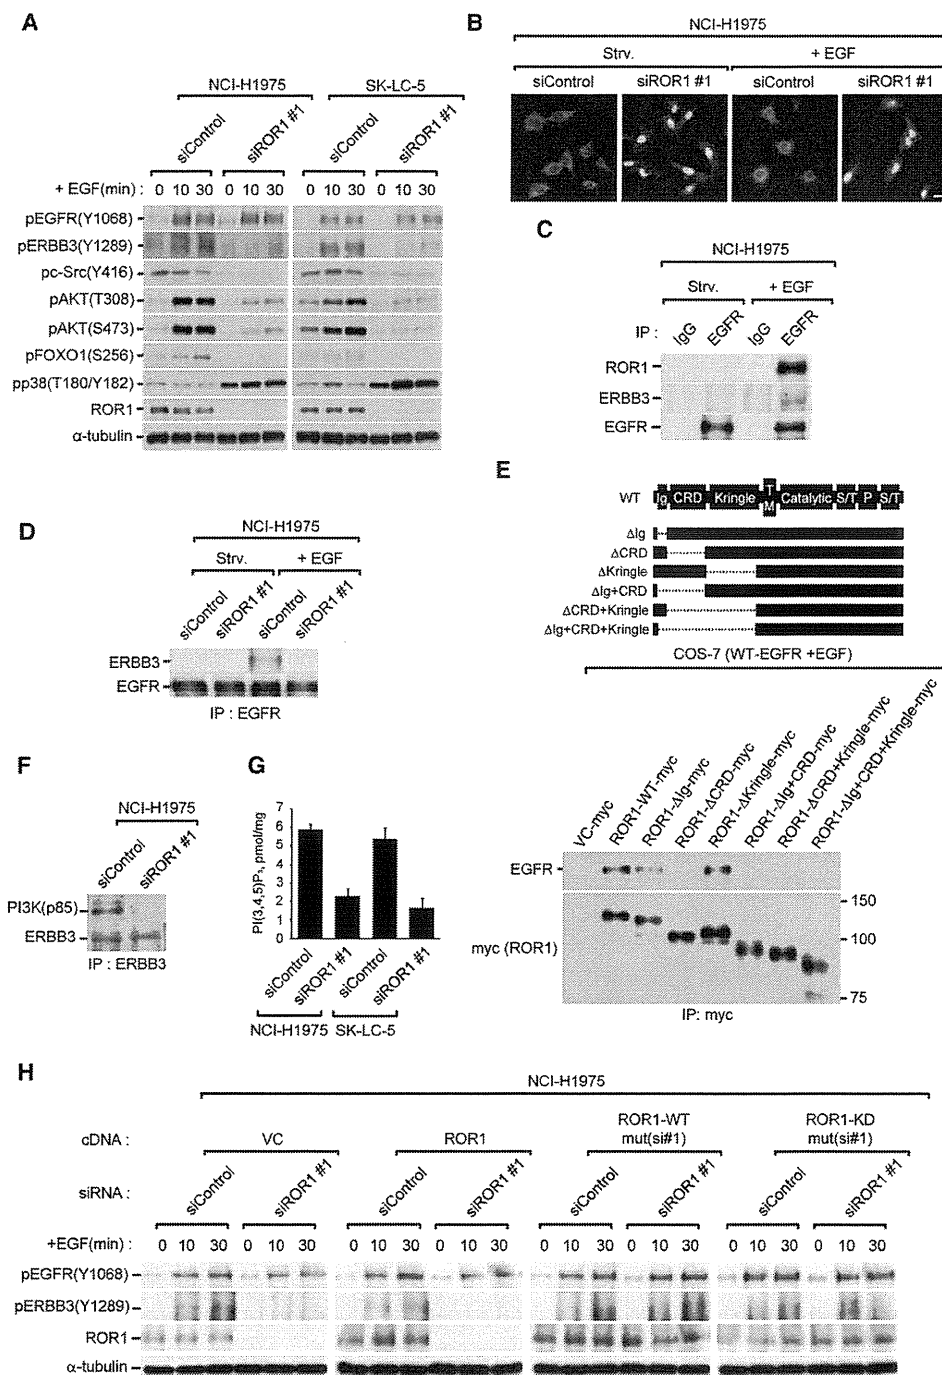 A
NCI-H1975 SK-LC-5
siControl siROR1 #1 siControl siROR1 #1
+ EGF(min) : 0 10 30 0 10 30 0 10 30 0 10 30
pEGFR(Y1068)
pERBB3(Y1289)
pc-Src(Y416)
pAKT(T308)
pAKT(S473)
pFOXO1(S256)
pp38(T180/Y182)
ROR1
α-tubulin
B
NCI-H1975
Strv. + EGF
siControl siROR1 #1 siControl siROR1 #1
C
NCI-H1975
Strv. + EGF
IP : IgG EGFR IgG EGFR
ROR1
ERBB3
EGFR
D
NCI-H1975
Strv. + EGF
siControl siROR1 #1 siControl siROR1 #1
ERBB3
EGFR
IP : EGFR
E
WT Ig CRD Kringle TM Catalytic S/T P S/T
ΔIg
ΔCRD
ΔKringle
ΔIg+CRD
ΔCRD+Kringle
ΔIg+CRD+Kringle
COS-7 (WT-EGFR +EGF)
VC-myc ROR1-WT-myc ROR1-ΔIg-myc ROR1-ΔCRD-myc ROR1-ΔKringle-myc ROR1-ΔIg+CRD-myc ROR1-ΔCRD+Kringle-myc ROR1-ΔIg+CRD+Kringle-myc
EGFR
150
myc (ROR1) 100
75
IP: myc
F
NCI-H1975
siControl siROR1 #1
PI3K(p85)
ERBB3
IP : ERBB3
G
PI(3,4,5)P₃, pmol/mg
7
6
5
4
3
2
1
0
siControl siROR1 #1 siControl siROR1 #1
NCI-H1975 SK-LC-5
H
NCI-H1975
cDNA : VC ROR1 ROR1-WT mut(si#1) ROR1-KD mut(si#1)
siRNA : siControl siROR1 #1 siControl siROR1 #1 siControl siROR1 #1 siControl siROR1 #1
+EGF(min) : 0 10 30 0 10 30 0 10 30 0 10 30 0 10 30 0 10 30 0 10 30 0 10 30
pEGFR(Y1068)
pERBB3(Y1289)
ROR1
α-tubulin